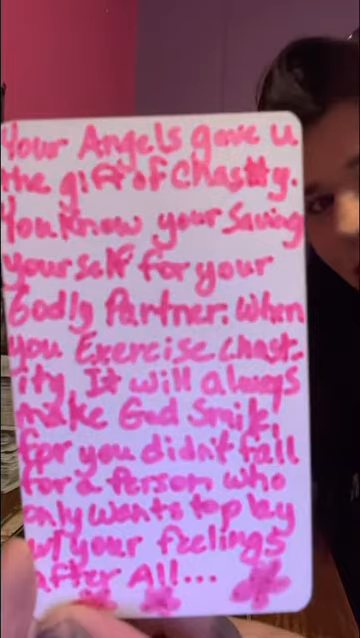 Your Angels gave u
the gift of Chastity.
You Know your Saving
yourself for your
Godly Partner. When
you Exercise Chast-
ity It will always
make God Smile,
for you didn't fall
for a Person who
only wants to play
w/ your feelings
After All...